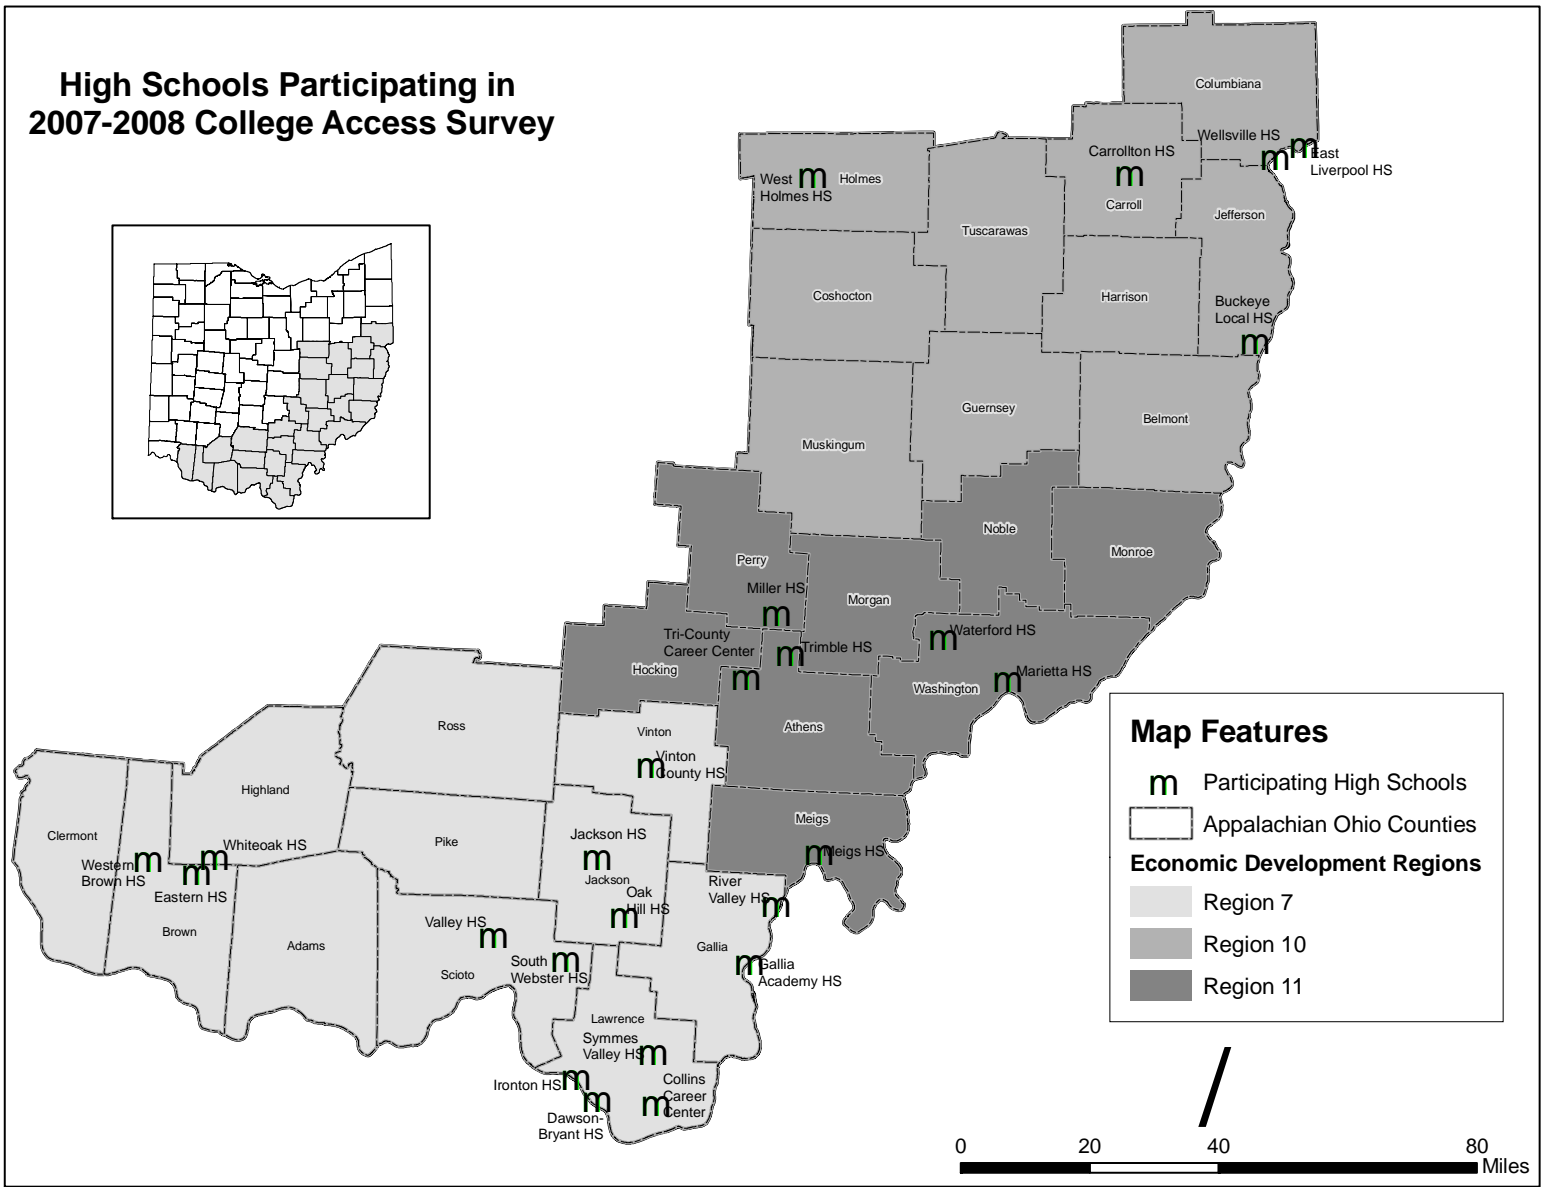 High Schools Participating in
2007-2008 College Access Survey
Columbiana
Wellsville HS
East
Liverpool HS
Carrollton HS
Carroll
West
Holmes HS
Holmes
Jefferson
Tuscarawas
Coshocton
Harrison
Buckeye
Local HS
Guernsey
Belmont
Muskingum
Noble
Monroe
Perry
Miller HS
Morgan
Tri-County
Career Center
Trimble HS
Waterford HS
Hocking
Marietta HS
Washington
Athens
Ross
Vinton
Vinton
County HS
Highland
Meigs
Meigs HS
Clermont
Pike
Jackson HS
Whiteoak HS
Western
Brown HS
Eastern HS
Jackson
Oak
Hill HS
River
Valley HS
Valley HS
Brown
Adams
Gallia
South
Webster HS
Scioto
Gallia
Academy HS
Lawrence
Symmes
Valley HS
Ironton HS
Collins
Career
Center
Dawson-
Bryant HS
Map Features
m Participating High Schools
Appalachian Ohio Counties
Economic Development Regions
Region 7
Region 10
Region 11
0 20 40 80
Miles